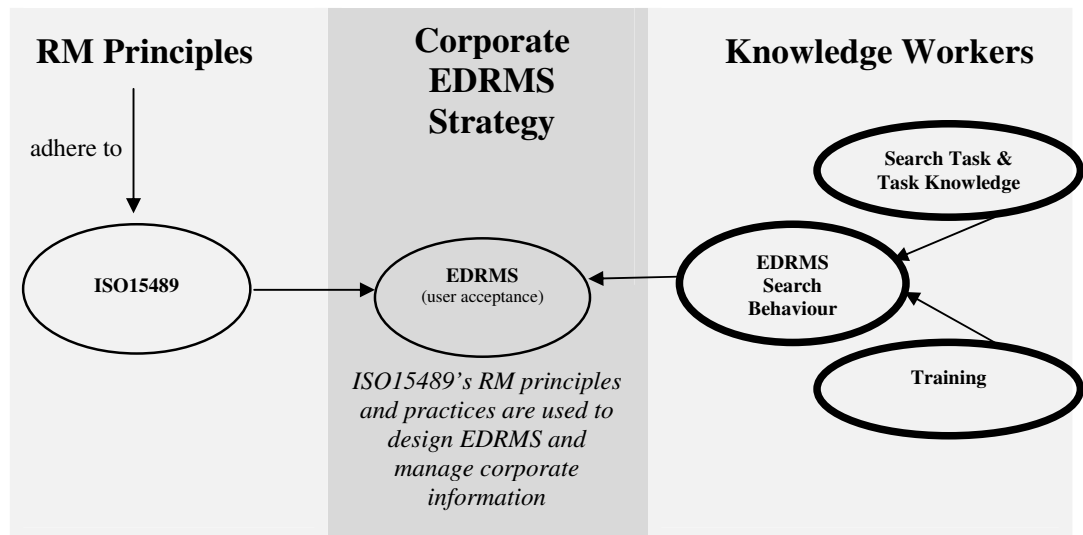 RM Principles
adhere to
ISO15489
Corporate
EDRMS
Strategy
EDRMS
(user acceptance)
ISO15489’s RM principles
and practices are used to
design EDRMS and
manage corporate
information
Knowledge Workers
Search Task &
Task Knowledge
EDRMS
Search
Behaviour
Training